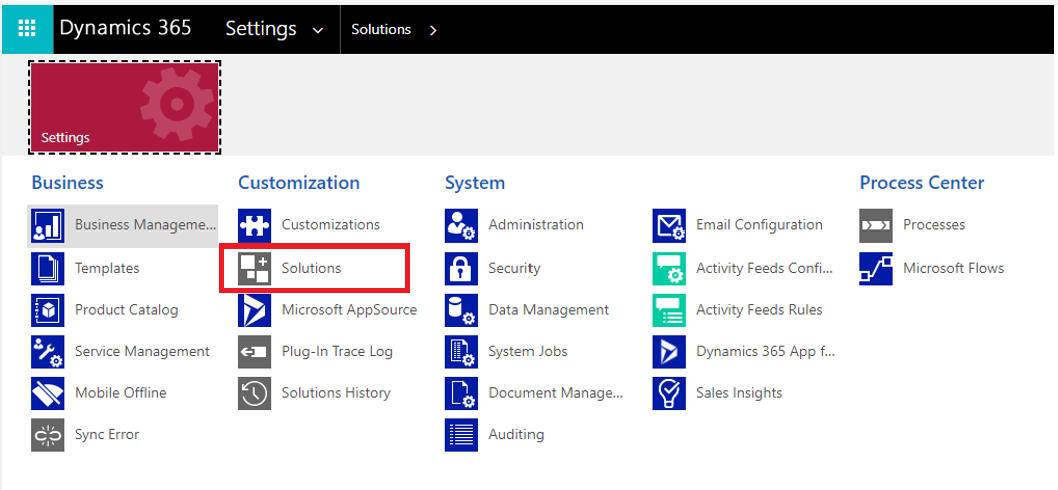 Dynamics 365 Settings Solutions
Settings
Business
Business Manageme...
Templates
Product Catalog
Service Management
Mobile Offline
Sync Error
Customization
Customizations
Solutions
Microsoft AppSource
Plug-In Trace Log
Solutions History
System
Administration
Security
Data Management
System Jobs
Document Manage...
Auditing
Email Configuration
Activity Feeds Confi...
Activity Feeds Rules
Dynamics 365 App f...
Sales Insights
Process Center
Processes
Microsoft Flows